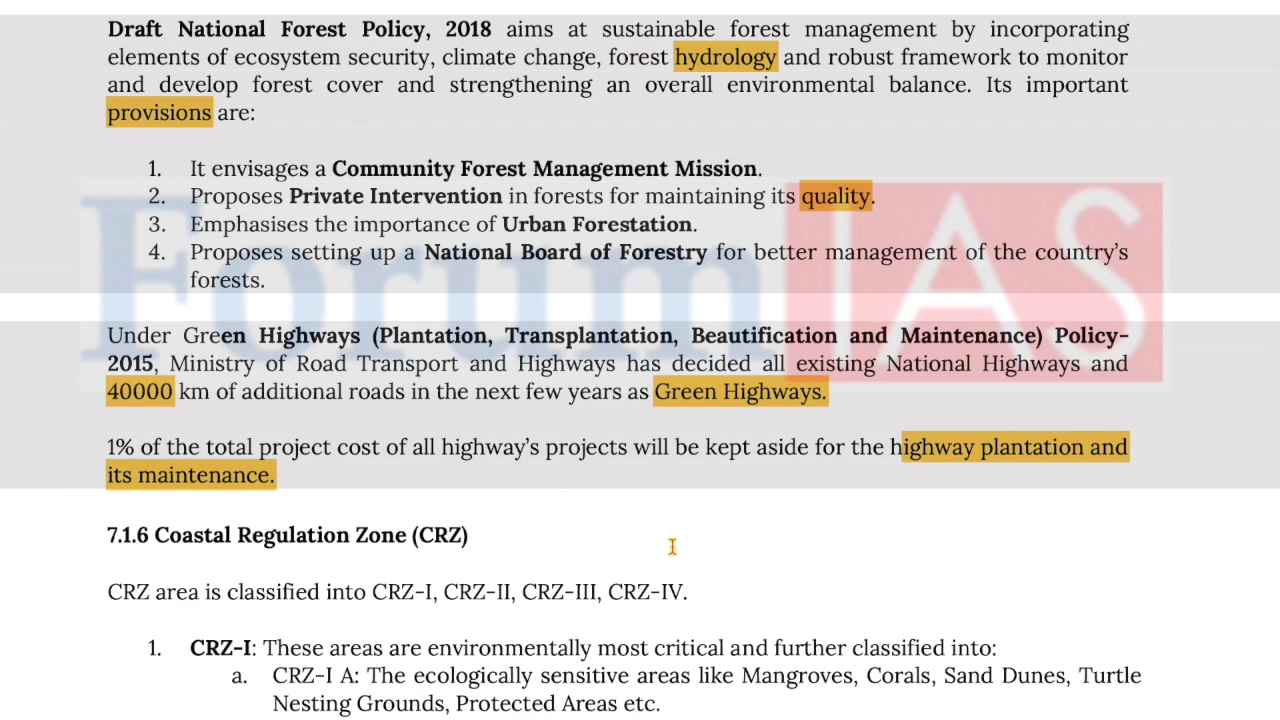 Draft National Forest Policy, 2018 aims at sustainable forest management by incorporating
elements of ecosystem security, climate change, forest hydrology and robust framework to monitor
and develop forest cover and strengthening an overall environmental balance. Its important
provisions are:
1. It envisages a Community Forest Management Mission.
2. Proposes Private Intervention in forests for maintaining its quality.
3. Emphasises the importance of Urban Forestation.
4. Proposes setting up a National Board of Forestry for better management of the country's
forests.
Forum IAS
Under Green Highways (Plantation, Transplantation, Beautification and Maintenance) Policy-
2015, Ministry of Road Transport and Highways has decided all existing National Highways and
40000 km of additional roads in the next few years as Green Highways.
1% of the total project cost of all highway's projects will be kept aside for the highway plantation and
its maintenance.
7.1.6 Coastal Regulation Zone (CRZ)
CRZ area is classified into CRZ-I, CRZ-II, CRZ-III, CRZ-IV.
1. CRZ-I: These areas are environmentally most critical and further classified into:
a. CRZ-I A: The ecologically sensitive areas like Mangroves, Corals, Sand Dunes, Turtle
Nesting Grounds, Protected Areas etc.